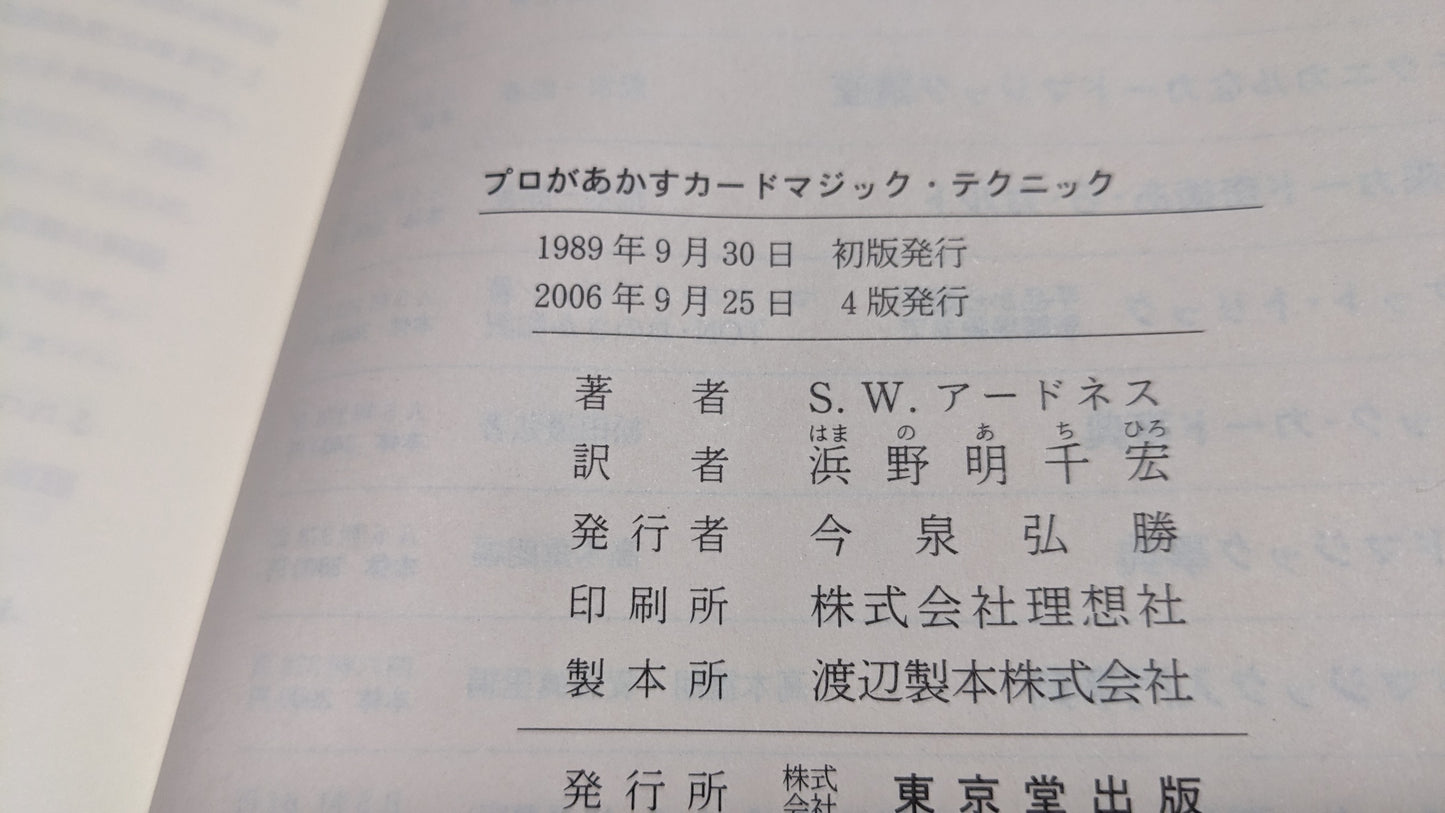 プロがあかすカードマジック・テクニック
1989年9月30日 初版発行
2006年9月25日 4版発行
著者 S. W. アードネス
はま の あ ち ひろ
訳者 浜野明千宏
発行者 今泉弘勝
印刷所 株式会社理想社
製本所 渡辺製本株式会社
発行所 株式会社 東京堂出版